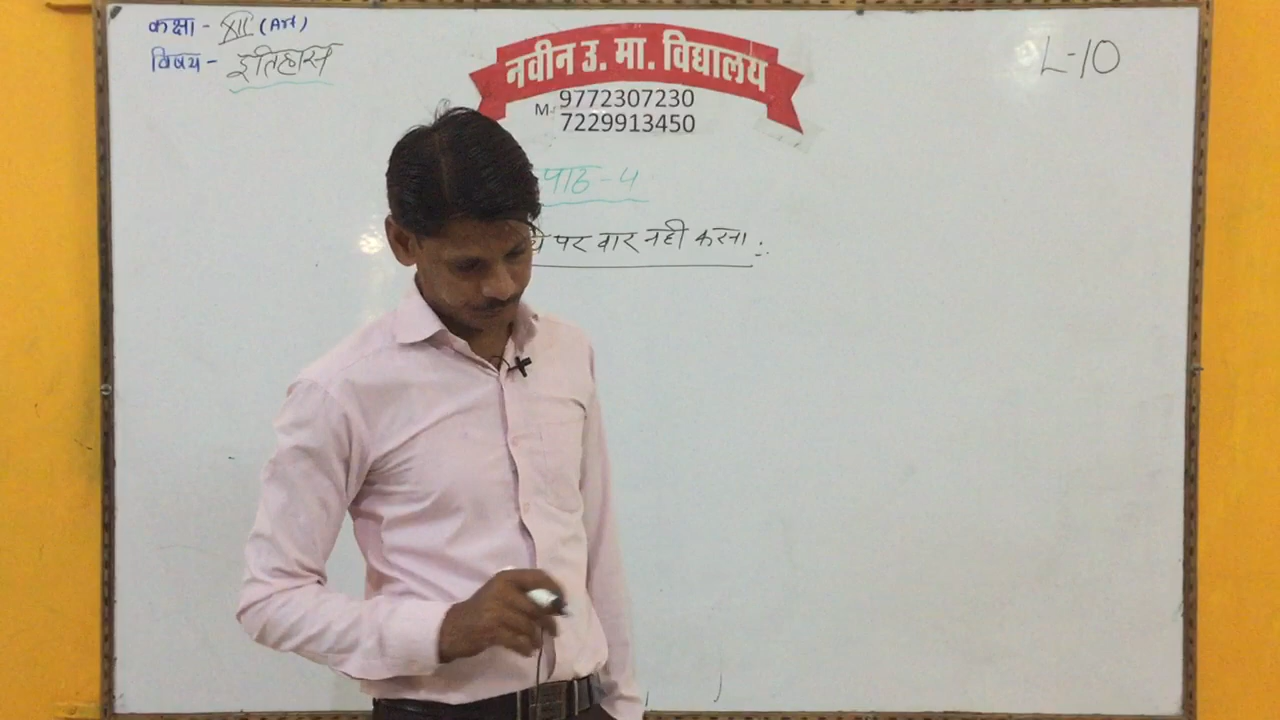 कक्षा - XII (Art)
विषय - इतिहास
नवीन उ. मा. विद्यालय
M- 9772307230
7229913450
L-10
पाठ - 4
पर वार नही करना :-